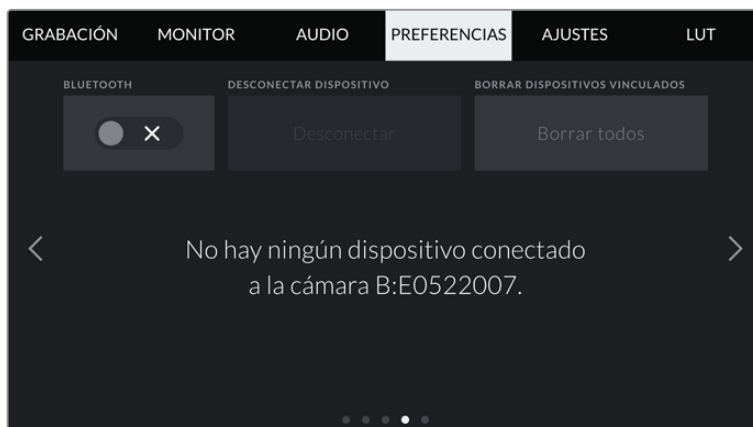 GRABACIÓN MONITOR AUDIO PREFERENCIAS AJUSTES LUT
BLUETOOTH DESCONECTAR DISPOSITIVO BORRAR DISPOSITIVOS VINCULADOS
Desconectar Borrar todos
No hay ningún dispositivo conectado
a la cámara B:E0522007.